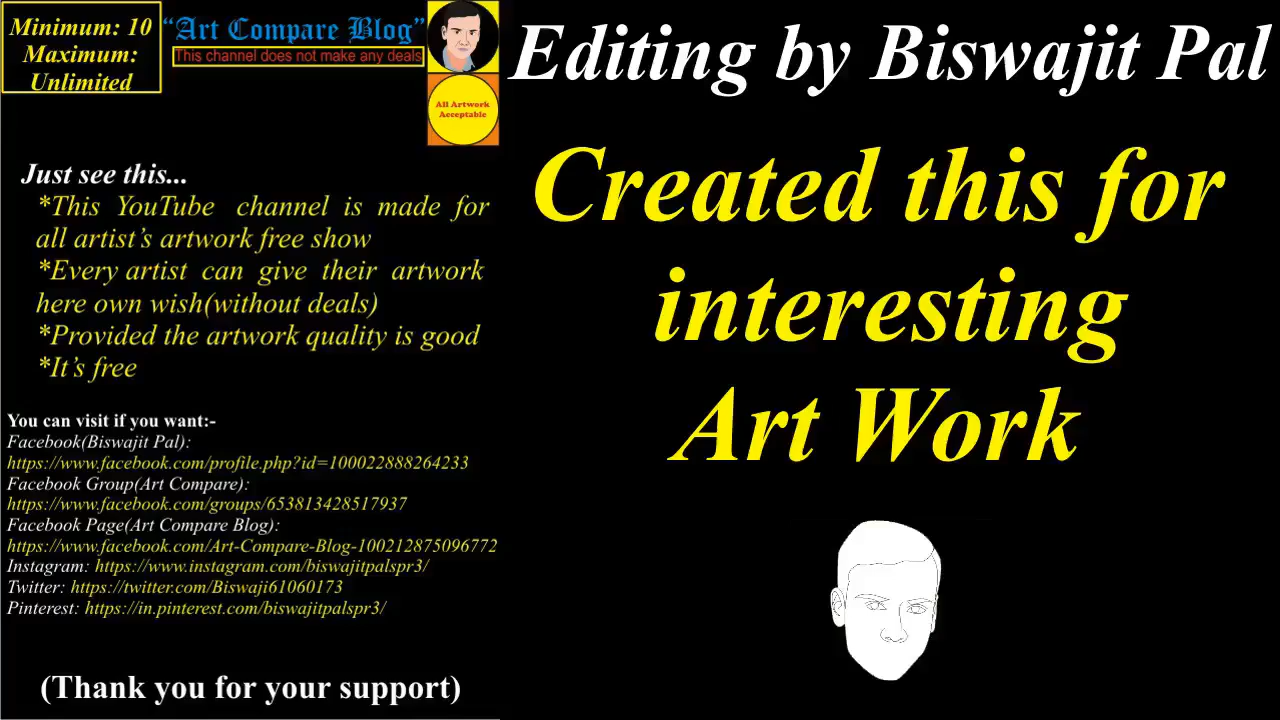 Minimum: 10
Maximum:
Unlimited
“Art Compare Blog”
This channel does not make any deals
All Artwork
Acceptable
Editing by Biswajit Pal
Created this for
interesting
Art Work
Just see this...
*This YouTube channel is made for
all artist’s artwork free show
*Every artist can give their artwork
here own wish(without deals)
*Provided the artwork quality is good
*It’s free
You can visit if you want:-
Facebook(Biswajit Pal):
https://www.facebook.com/profile.php?id=100022888264233
Facebook Group(Art Compare):
https://www.facebook.com/groups/653813428517937
Facebook Page(Art Compare Blog):
https://www.facebook.com/Art-Compare-Blog-100212875096772
Instagram: https://www.instagram.com/biswajitpalspr3/
Twitter: https://twitter.com/Biswaji61060173
Pinterest: https://in.pinterest.com/biswajitpalspr3/
(Thank you for your support)